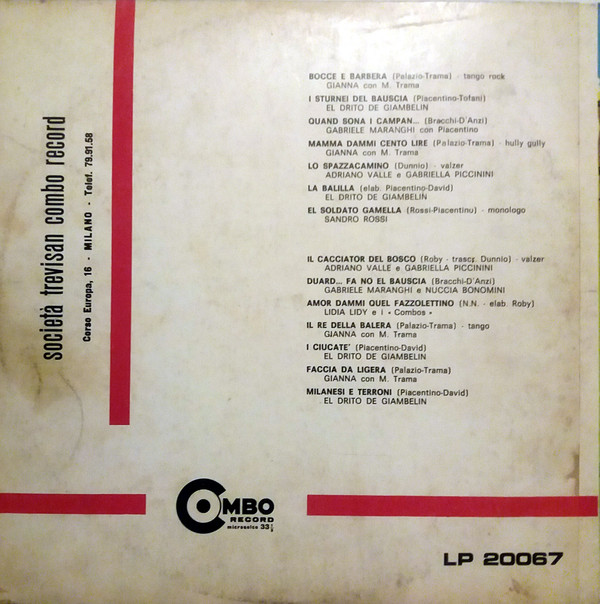 società trevisan combo record
Corso Europa, 16 - MILANO - Telef. 79.91.58
BOCCE E BARBERA (Palazio-Trama) - tango rock
GIANNA con M. Trama
I STURNEI DEL BAUSCIA (Piacentino-Tofani)
EL DRITO DE GIAMBELIN
QUAND SONA I CAMPAN... (Bracchi-D'Anzi)
GABRIELE MARANGHI con Piacentino
MAMMA DAMMI CENTO LIRE (Palazio-Trama) - hully gully
GIANNA con M. Trama
LO SPAZZACAMINO (Dunnio) - valzer
ADRIANO VALLE e GABRIELLA PICCININI
LA BALILLA (elab. Piacentino-David)
EL DRITO DE GIAMBELIN
EL SOLDATO GAMELLA (Rossi-Piacentinu) - monologo
SANDRO ROSSI
IL CACCIATOR DEL BOSCO (Roby - trascr. Dunnio) - valzer
ADRIANO VALLE e GABRIELLA PICCININI
DUARD... FA NO EL BAUSCIA (Bracchi-D'Anzi)
GABRIELE MARANGHI e NUCCIA BONOMINI
AMOR DAMMI QUEL FAZZOLETTINO (N.N. - elab. Roby)
LIDIA LIDY e i « Combos »
IL RE DELLA BALERA (Palazio-Trama) - tango
GIANNA con M. Trama
I CIUCATE' (Piacentino-David)
EL DRITO DE GIAMBELIN
FACCIA DA LIGERA (Palazio-Trama)
GIANNA con M. Trama
MILANESI E TERRONI (Piacentino-David)
EL DRITO DE GIAMBELIN
COMBO
RECORD
microsolco 33⅓
LP 20067